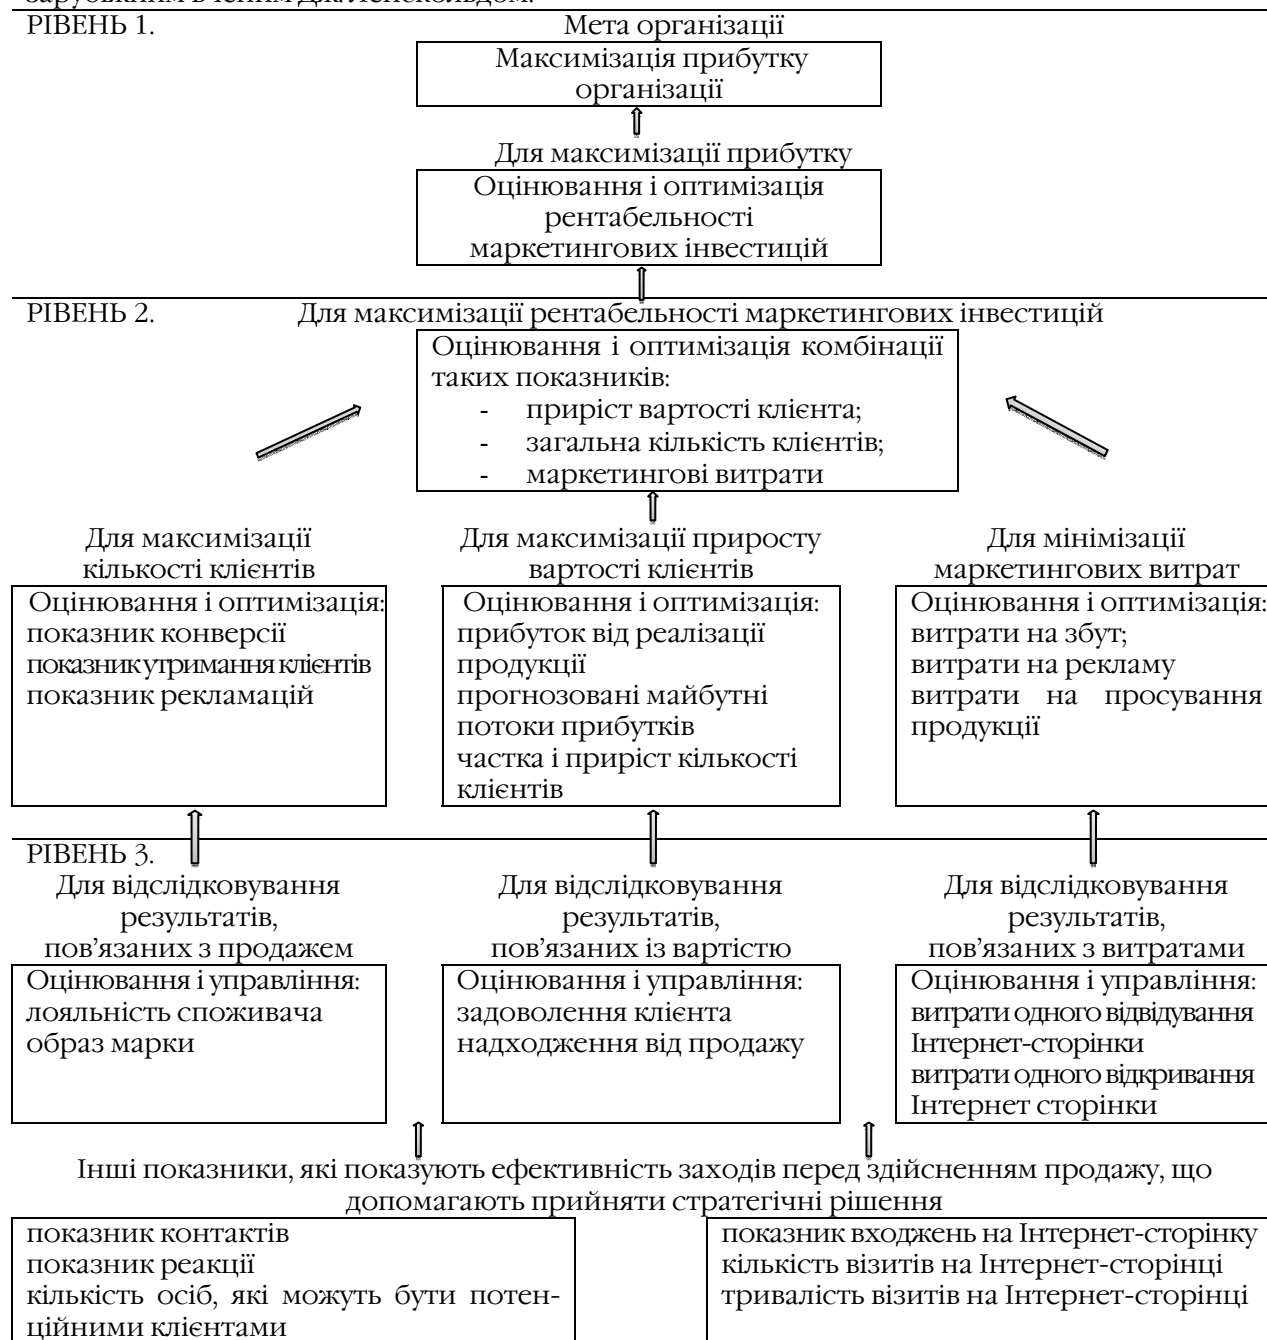 зарубіжним вченим Дж. Ленскольдом.
РІВЕНЬ 1.
Мета організації
Максимізація прибутку
організації
Для максимізації прибутку
Оцінювання і оптимізація
рентабельності
маркетингових інвестицій
РІВЕНЬ 2.
Для максимізації рентабельності маркетингових інвестицій
Оцінювання і оптимізація комбінації
таких показників:
- приріст вартості клієнта;
- загальна кількість клієнтів;
- маркетингові витрати
Для максимізації
кількості клієнтів
Оцінювання і оптимізація:
показник конверсії
показник утримання клієнтів
показник рекламацій
Для максимізації приросту
вартості клієнтів
Оцінювання і оптимізація:
прибуток від реалізації
продукції
прогнозовані майбутні
потоки прибутків
частка і приріст кількості
клієнтів
Для мінімізації
маркетингових витрат
Оцінювання і оптимізація:
витрати на збут;
витрати на рекламу
витрати на просування
продукції
РІВЕНЬ 3.
Для відслідковування
результатів,
пов’язаних з продажем
Оцінювання і управління:
лояльність споживача
образ марки
Для відслідковування
результатів,
пов’язаних із вартістю
Оцінювання і управління:
задоволення клієнта
надходження від продажу
Для відслідковування
результатів,
пов’язаних з витратами
Оцінювання і управління:
витрати одного відвідування
Інтернет-сторінки
витрати одного відкривання
Інтернет сторінки
Інші показники, які показують ефективність заходів перед здійсненням продажу, що
допомагають прийняти стратегічні рішення
показник контактів
показник реакції
кількість осіб, які можуть бути потен-
ційними клієнтами
показник входжень на Інтернет-сторінку
кількість візитів на Інтернет-сторінці
тривалість візитів на Інтернет-сторінці